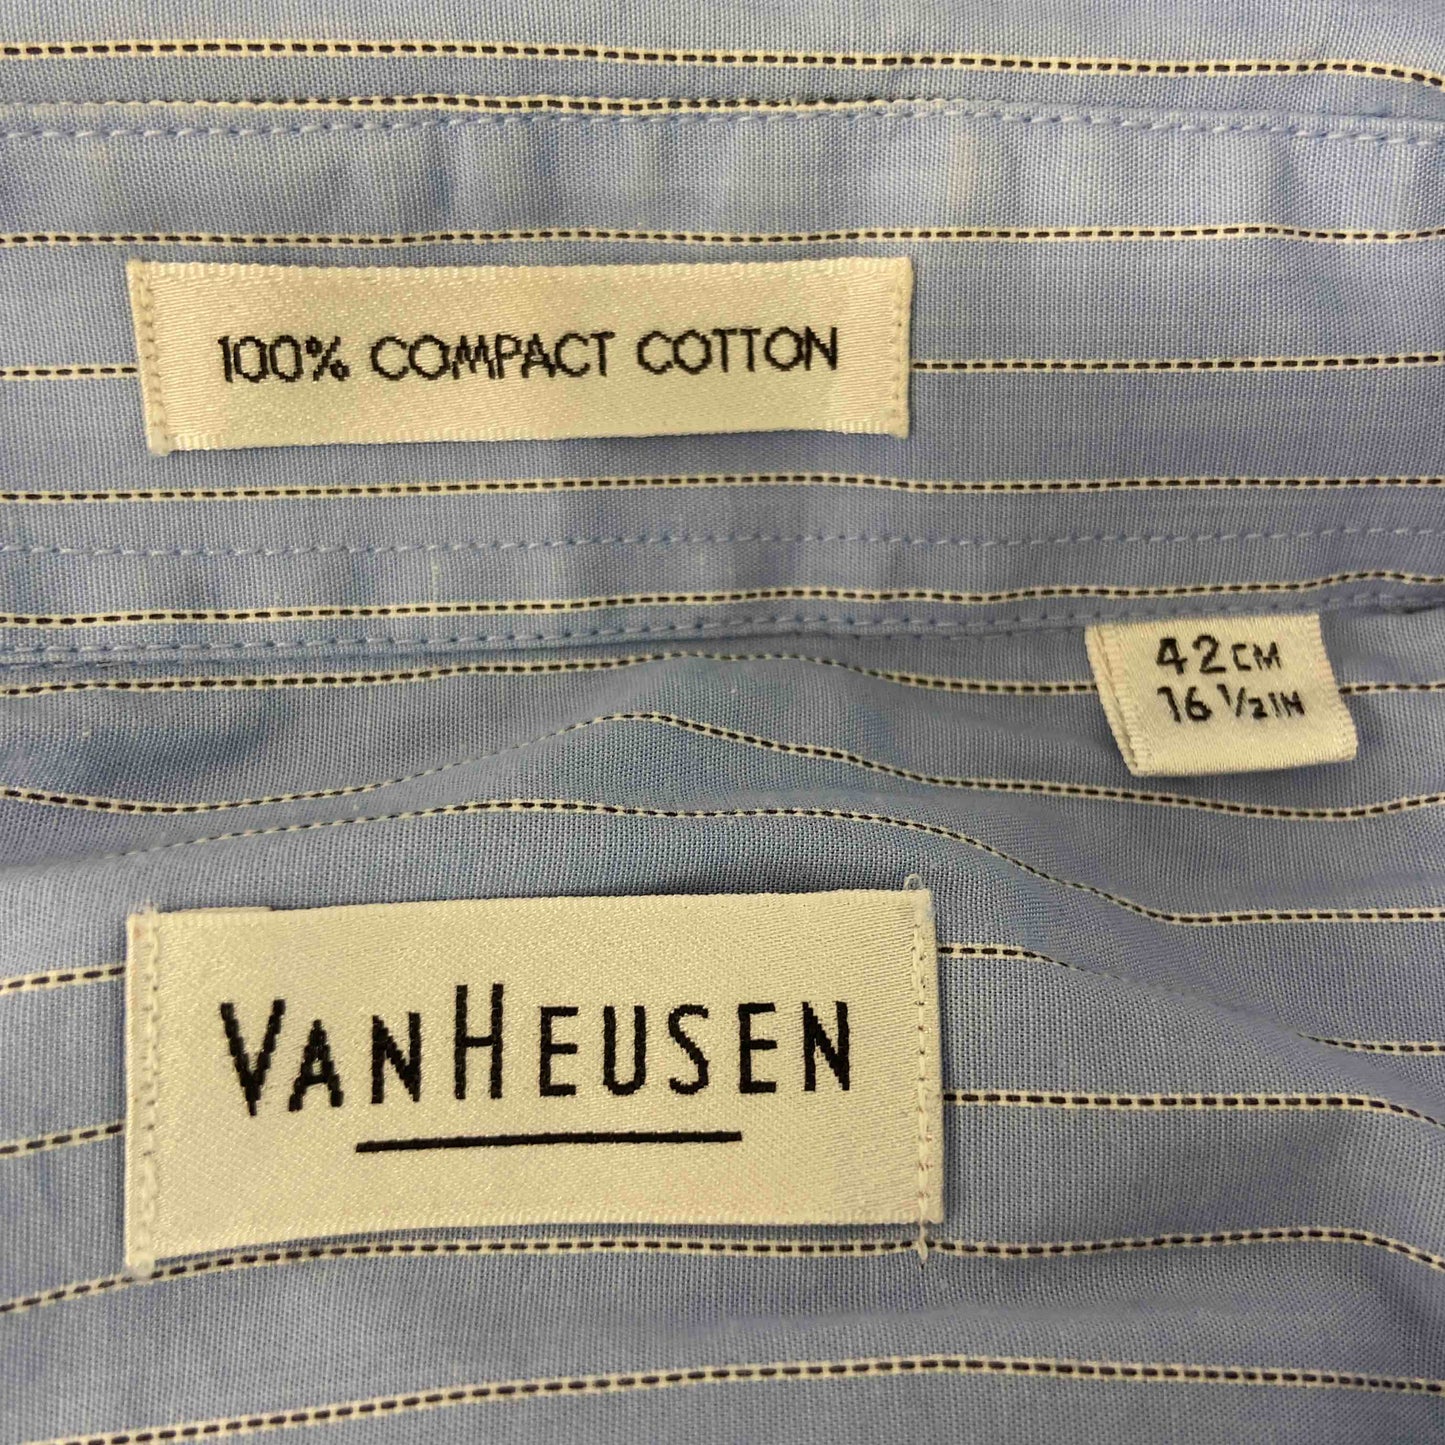 100% COMPACT COTTON
42CM
16 1/2IN
VANHEUSEN